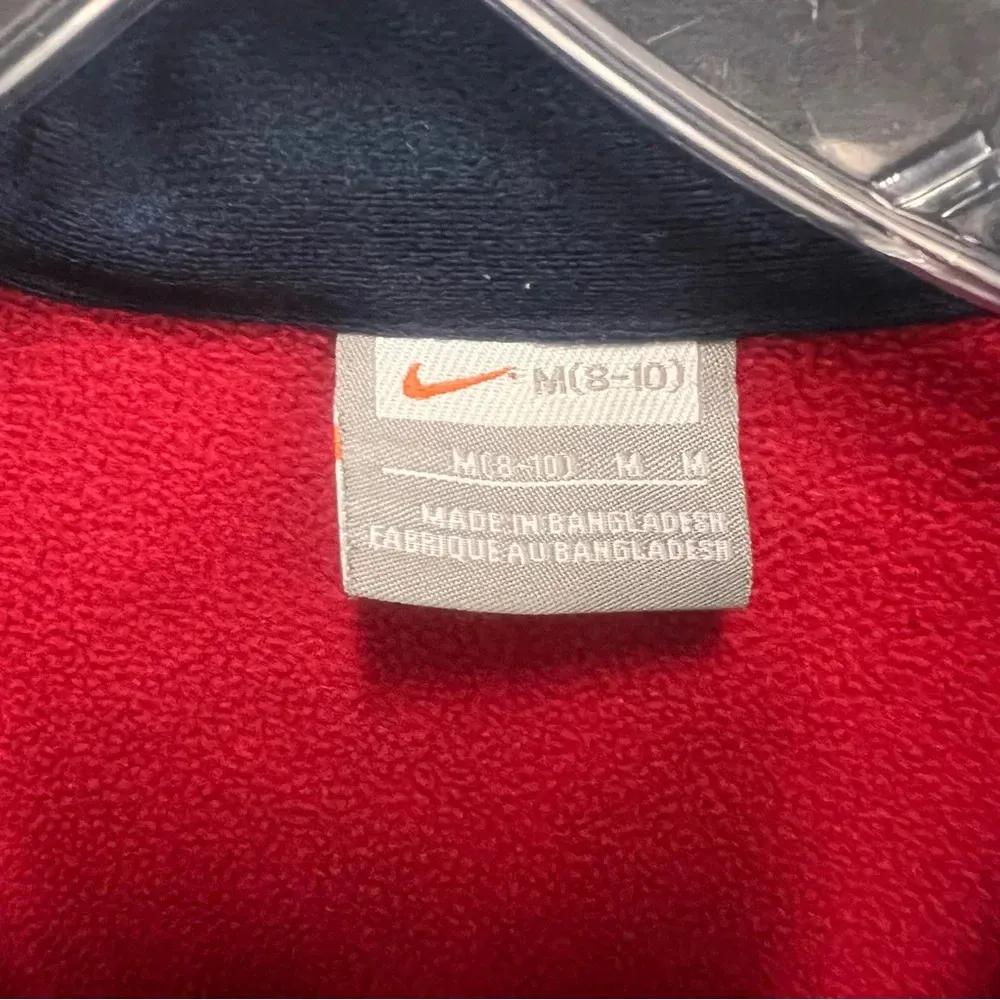 M(8-10)
M(8-10) M M
MADE IN BANGLADESH
FABRIQUE AU BANGLADESH